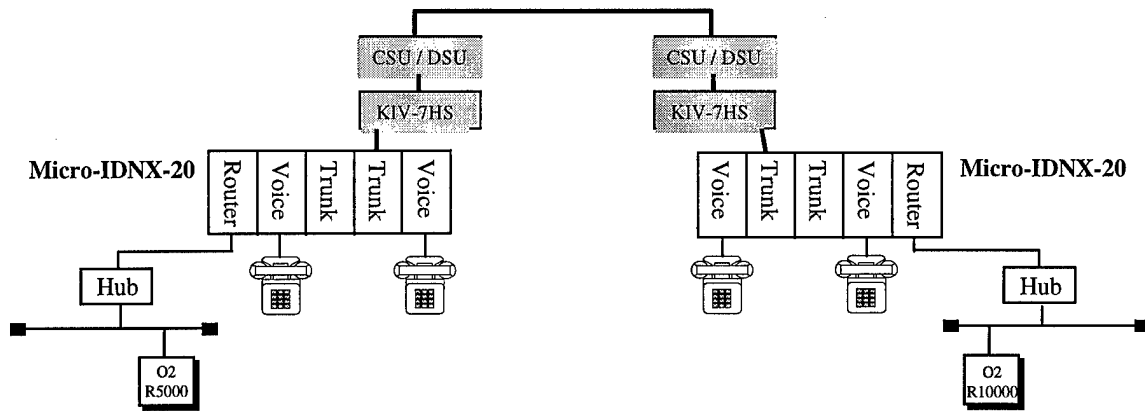 CSU / DSU
CSU / DSU
KIV-7HS
KIV-7HS
Micro-IDNX-20
Router
Voice
Trunk
Trunk
Voice
Voice
Trunk
Trunk
Voice
Router
Micro-IDNX-20
Hub
Hub
O2
R5000
O2
R10000